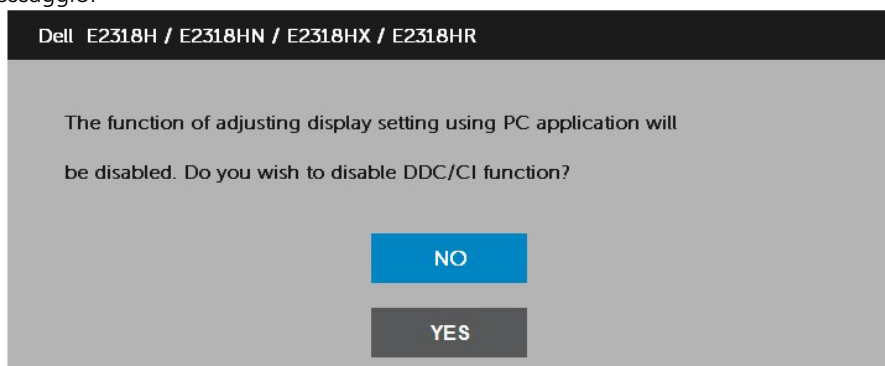 Dell E2318H / E2318HN / E2318HX / E2318HR
The function of adjusting display setting using PC application will
be disabled. Do you wish to disable DDC/CI function?
NO
YES